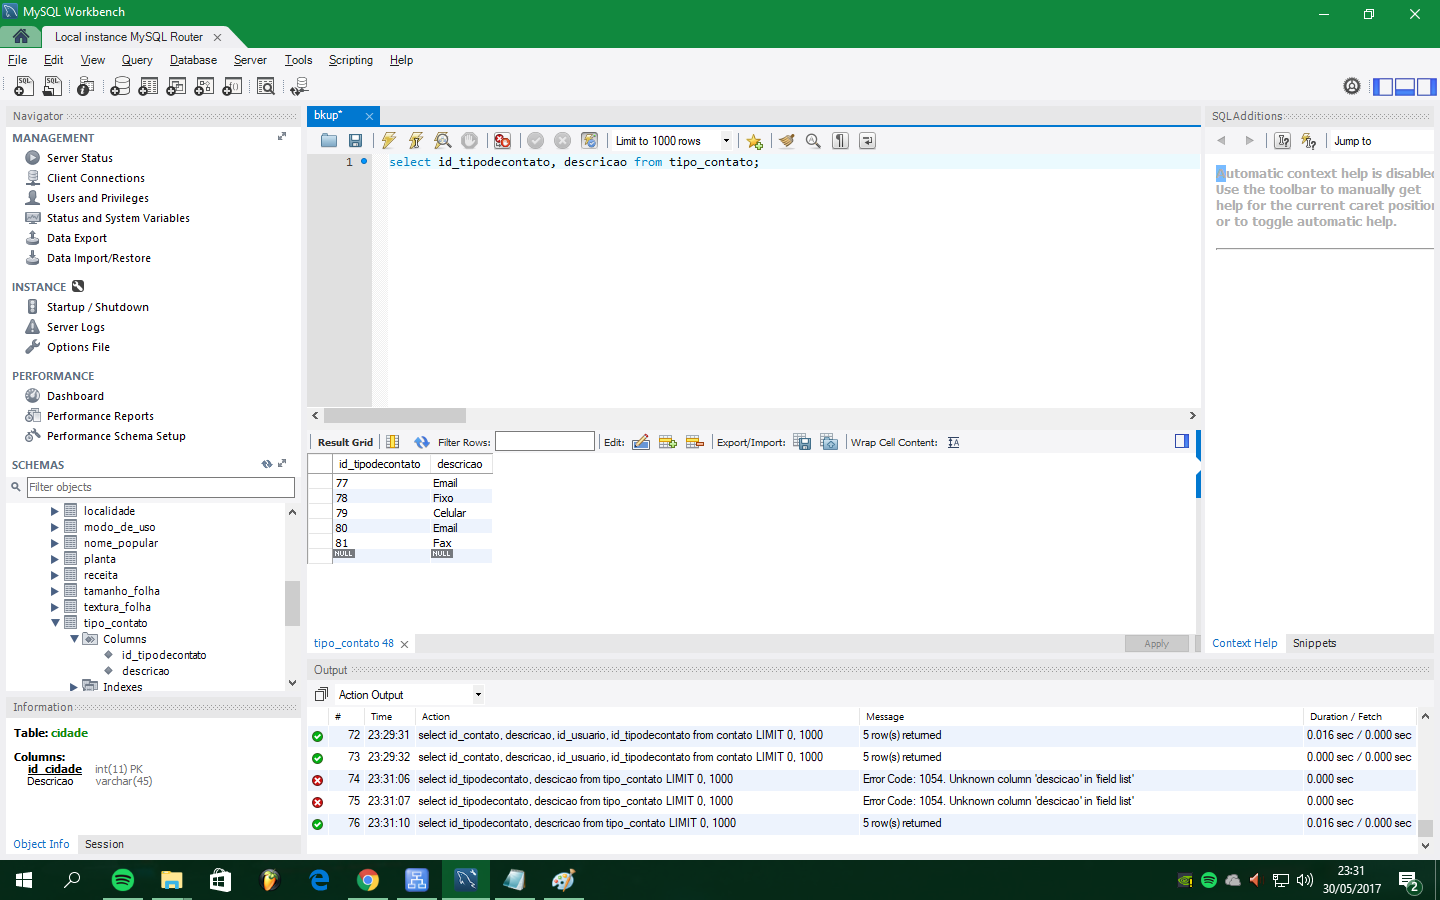 MySQL Workbench
Local instance MySQL Router
File Edit View Query Database Server Tools Scripting Help
Navigator
MANAGEMENT
Server Status
Client Connections
Users and Privileges
Status and System Variables
Data Export
Data Import/Restore
INSTANCE
Startup / Shutdown
Server Logs
Options File
PERFORMANCE
Dashboard
Performance Reports
Performance Schema Setup
SCHEMAS
Filter objects
localidade
modo_de_uso
nome_popular
planta
receita
tamanho_folha
textura_folha
tipo_contato
Columns
id_tipodecontato
descricao
Indexes
Information
Table: cidade
Columns:
id_cidade int(11) PK
Descricao varchar(45)
Object Info Session
bkup*
Limit to 1000 rows
1 select id_tipodecontato, descricao from tipo_contato;
Result Grid Filter Rows: Edit: Export/Import: Wrap Cell Content:
id_tipodecontato descricao
77 Email
78 Fixo
79 Celular
80 Email
81 Fax
NULL NULL
tipo_contato 48
Apply
SQLAdditions
Jump to
Automatic context help is disabled
Use the toolbar to manually get
help for the current caret position
or to toggle automatic help.
Context Help Snippets
Output
Action Output
# Time Action Message Duration / Fetch
72 23:29:31 select id_contato, descricao, id_usuario, id_tipodecontato from contato LIMIT 0, 1000 5 row(s) returned 0.016 sec / 0.000 sec
73 23:29:32 select id_contato, descricao, id_usuario, id_tipodecontato from contato LIMIT 0, 1000 5 row(s) returned 0.000 sec / 0.000 sec
74 23:31:06 select id_tipodecontato, descicao from tipo_contato LIMIT 0, 1000 Error Code: 1054. Unknown column 'descicao' in 'field list' 0.000 sec
75 23:31:07 select id_tipodecontato, descicao from tipo_contato LIMIT 0, 1000 Error Code: 1054. Unknown column 'descicao' in 'field list' 0.000 sec
76 23:31:10 select id_tipodecontato, descricao from tipo_contato LIMIT 0, 1000 5 row(s) returned 0.016 sec / 0.000 sec
23:31
30/05/2017
2